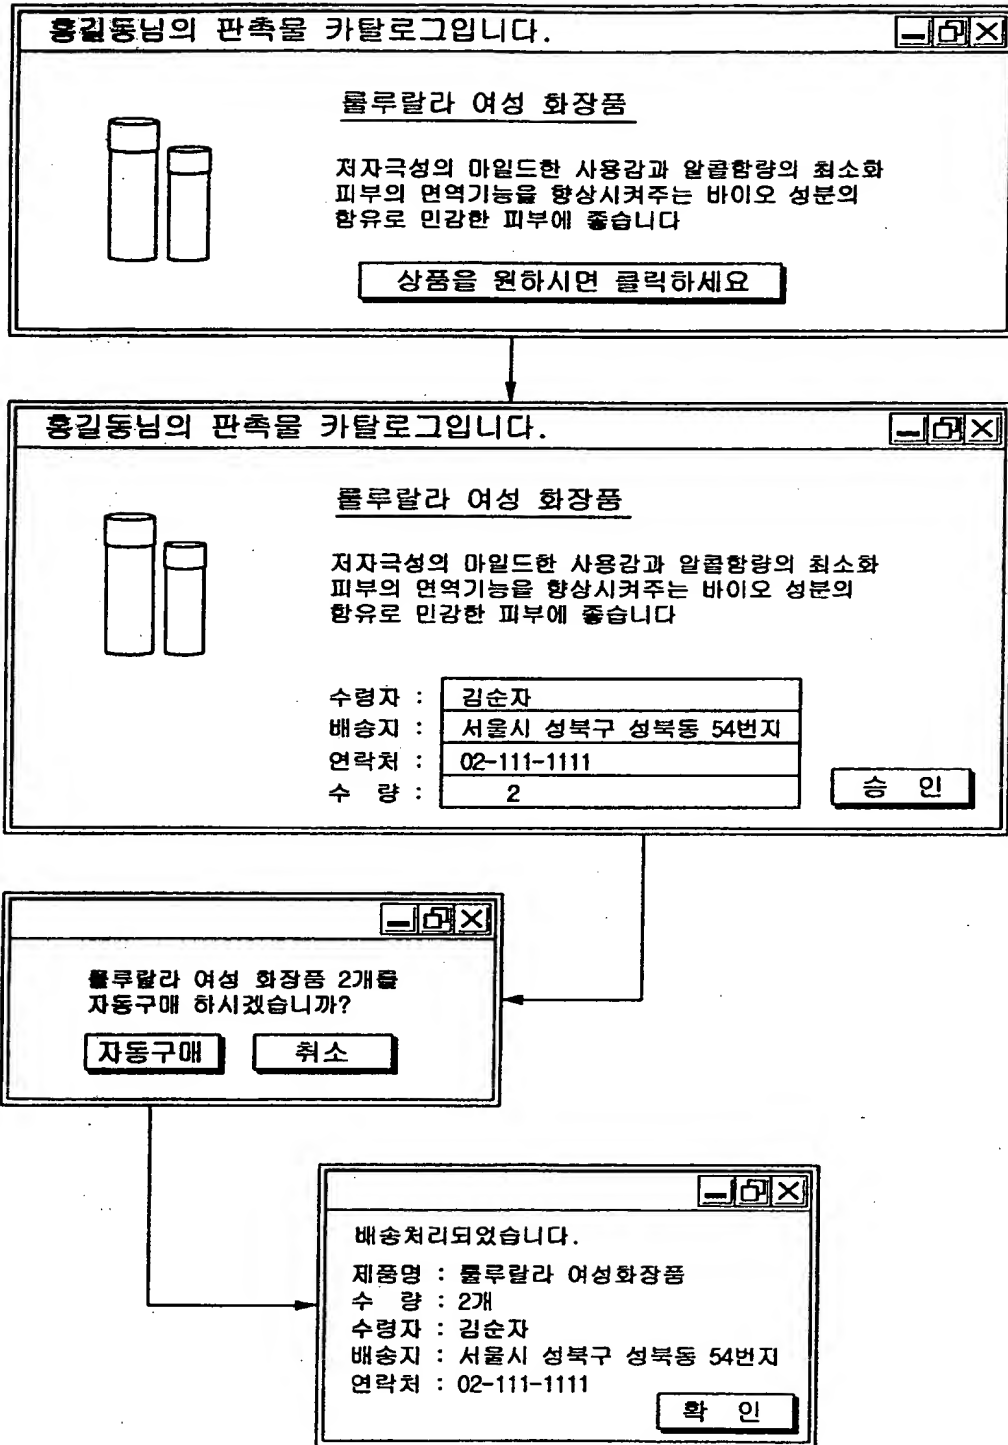 홍길동님의 판촉물 카탈로그입니다.
룰루랄라 여성 화장품
저자극성의 마일드한 사용감과 알콜함량의 최소화
피부의 면역기능을 향상시켜주는 바이오 성분의
함유로 민감한 피부에 좋습니다
상품을 원하시면 클릭하세요
홍길동님의 판촉물 카탈로그입니다.
룰루랄라 여성 화장품
저자극성의 마일드한 사용감과 알콜함량의 최소화
피부의 면역기능을 향상시켜주는 바이오 성분의
함유로 민감한 피부에 좋습니다
수령자 : 김순자
배송지 : 서울시 성북구 성북동 54번지
연락처 : 02-111-1111
수 량 : 2
승 인
룰루랄라 여성 화장품 2개를
자동구매 하시겠습니까?
자동구매 취소
배송처리되었습니다.
제품명 : 룰루랄라 여성화장품
수 량 : 2개
수령자 : 김순자
배송지 : 서울시 성북구 성북동 54번지
연락처 : 02-111-1111
확 인